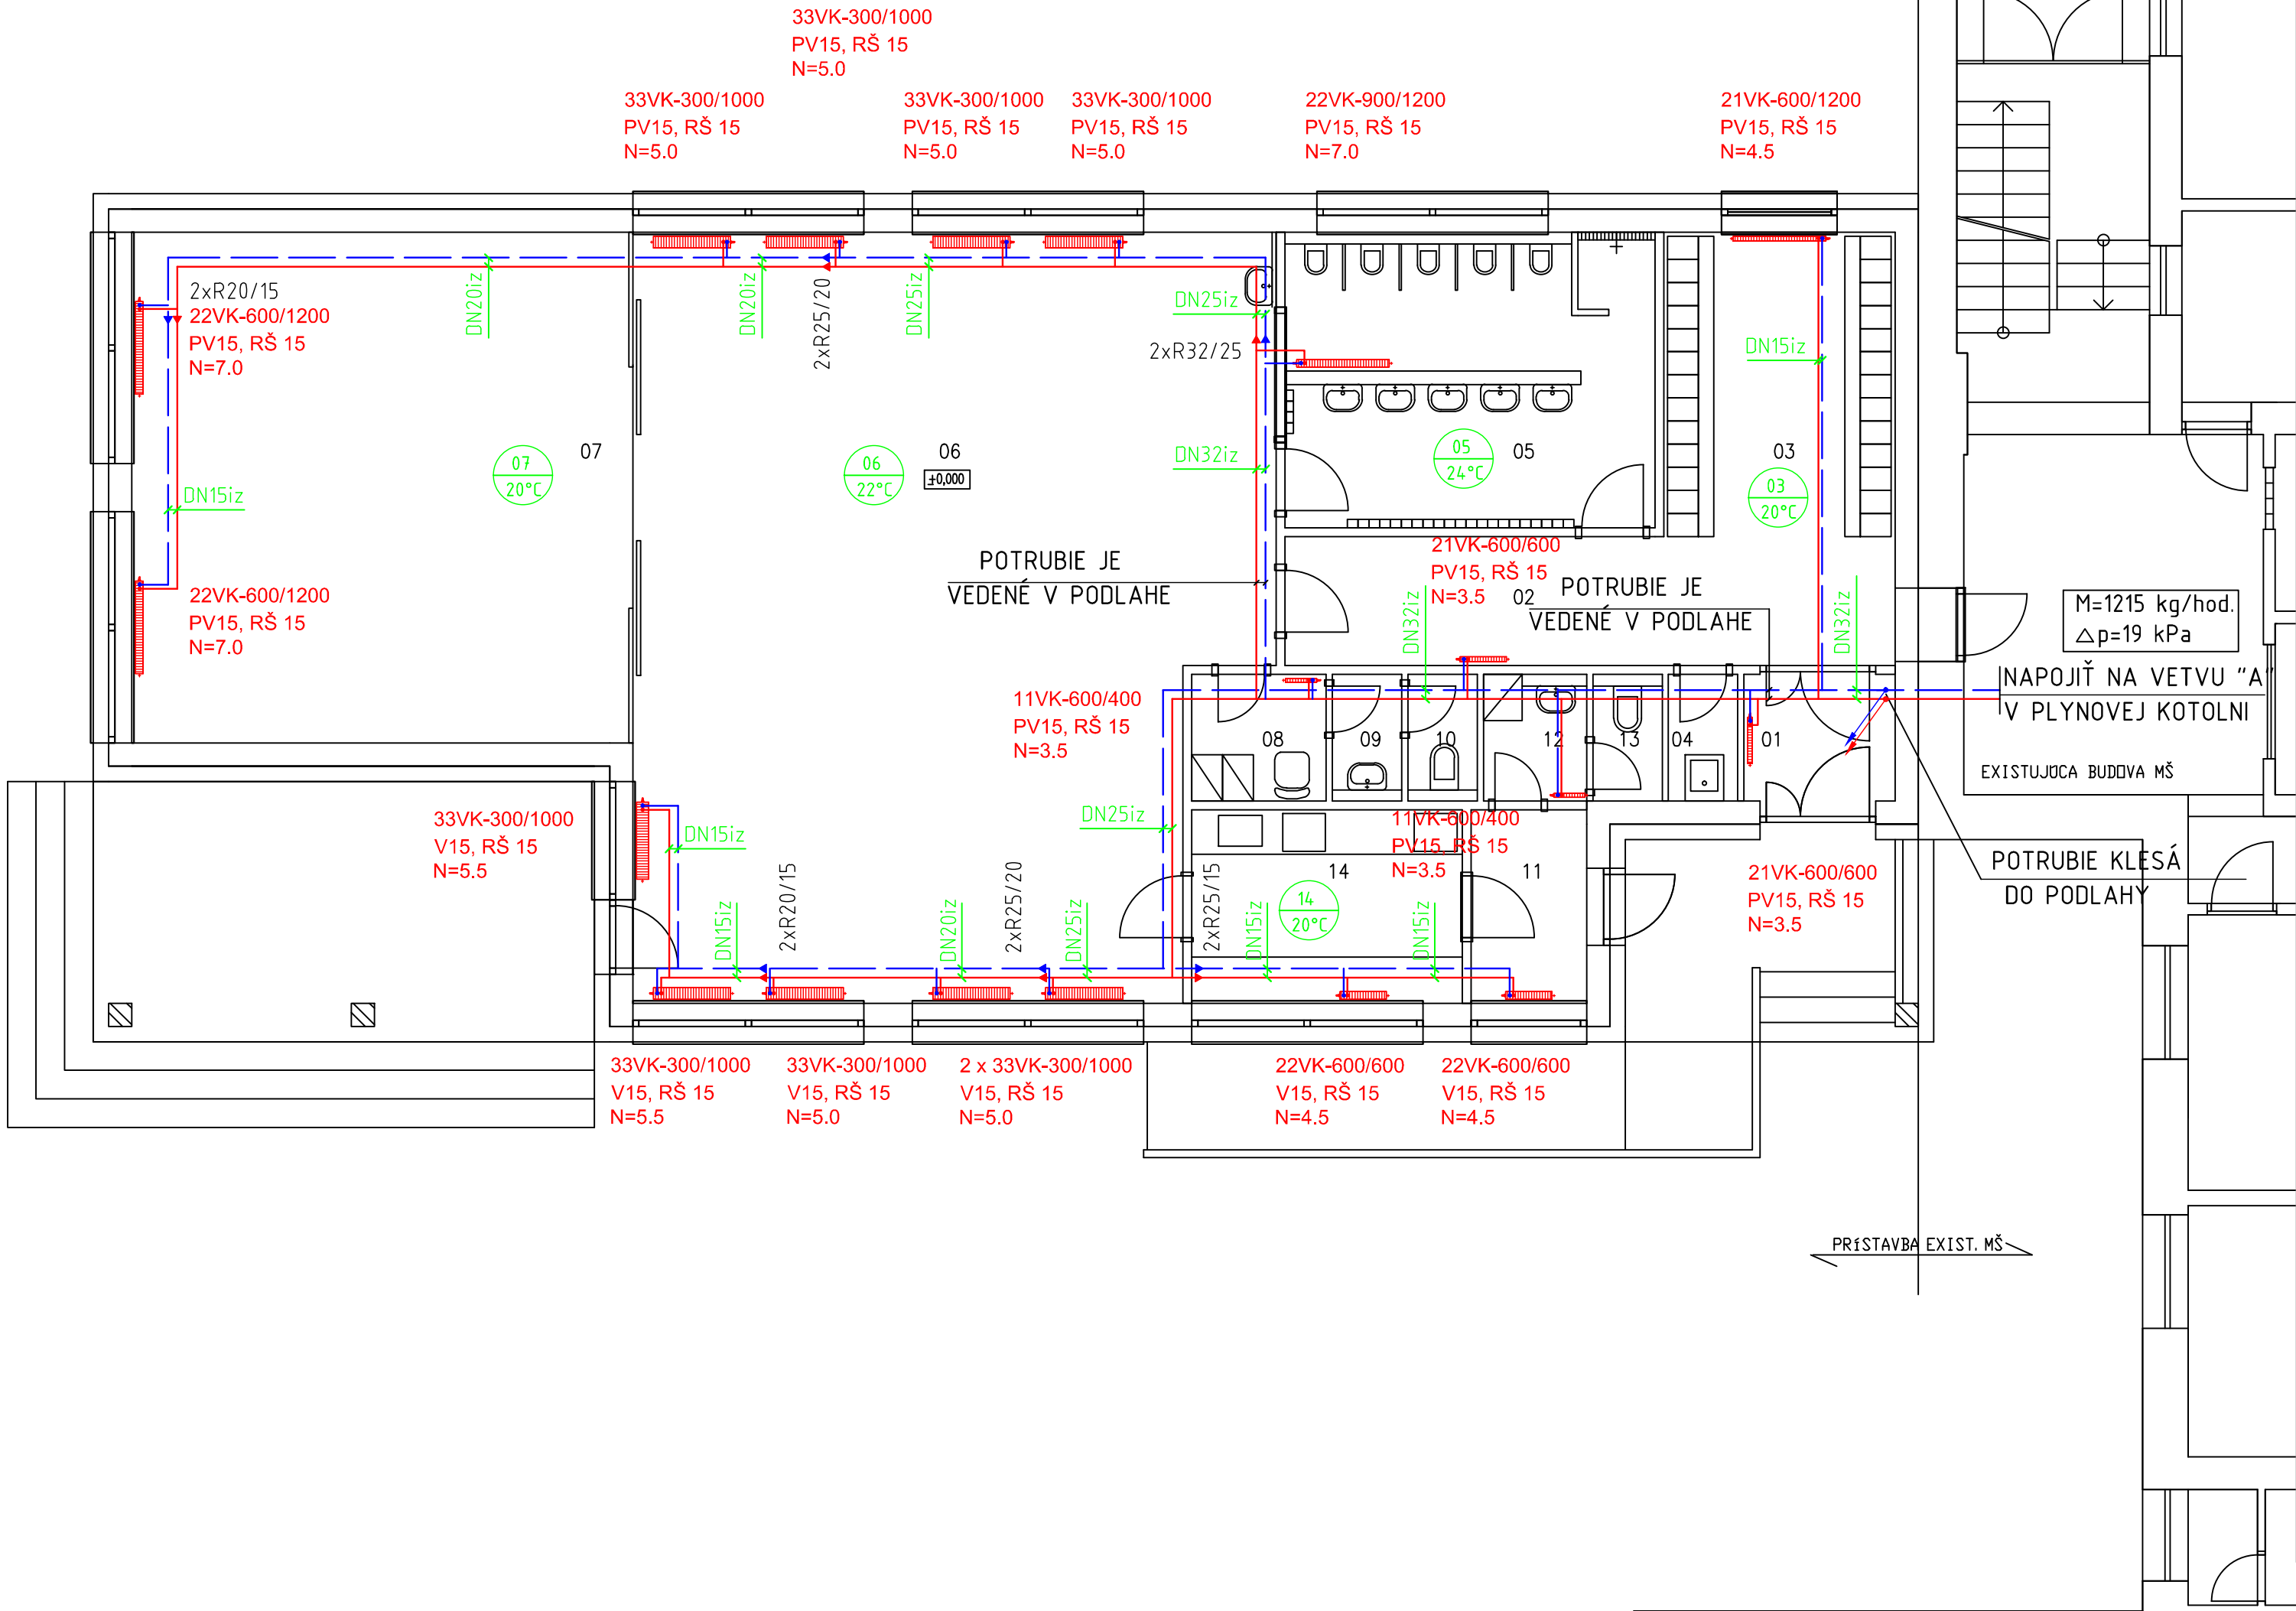 33VK-300/1000
PV15, RŠ 15
N=5.0
33VK-300/1000
PV15, RŠ 15
N=5.0
33VK-300/1000
PV15, RŠ 15
N=5.0
33VK-300/1000
PV15, RŠ 15
N=5.0
22VK-900/1200
PV15, RŠ 15
N=7.0
21VK-600/1200
PV15, RŠ 15
N=4.5
2xR20/15
22VK-600/1200
PV15, RŠ 15
N=7.0
DN20iz
DN20iz
2xR25/20
DN25iz
DN25iz
2xR32/25
DN15iz
07
20°C
07
06
22°C
06
±0,000
DN32iz
05
24°C
05
03
03
20°C
DN15iz
POTRUBIE JE
VEDENÉ V PODLAHE
21VK-600/600
PV15, RŠ 15
N=3.5
02
POTRUBIE JE
VEDENÉ V PODLAHE
DN32iz
DN32iz
M=1215 kg/hod.
△p=19 kPa
22VK-600/1200
PV15, RŠ 15
N=7.0
NAPOJIŤ NA VETVU "A"
V PLYNOVEJ KOTOLNI
11VK-600/400
PV15, RŠ 15
N=3.5
08
09
10
12
13
04
01
EXISTUJÚCA BUDOVA MŠ
33VK-300/1000
V15, RŠ 15
N=5.5
DN15iz
DN25iz
11VK-600/400
PV15, RŠ 15
N=3.5
14
11
14
20°C
21VK-600/600
PV15, RŠ 15
N=3.5
POTRUBIE KLESÁ
DO PODLAHY
DN15iz
2xR20/15
DN20iz
2xR25/20
DN25iz
2xR25/15
DN15iz
DN15iz
33VK-300/1000
V15, RŠ 15
N=5.5
33VK-300/1000
V15, RŠ 15
N=5.0
2 x 33VK-300/1000
V15, RŠ 15
N=5.0
22VK-600/600
V15, RŠ 15
N=4.5
22VK-600/600
V15, RŠ 15
N=4.5
PRÍSTAVBA EXIST. MŠ